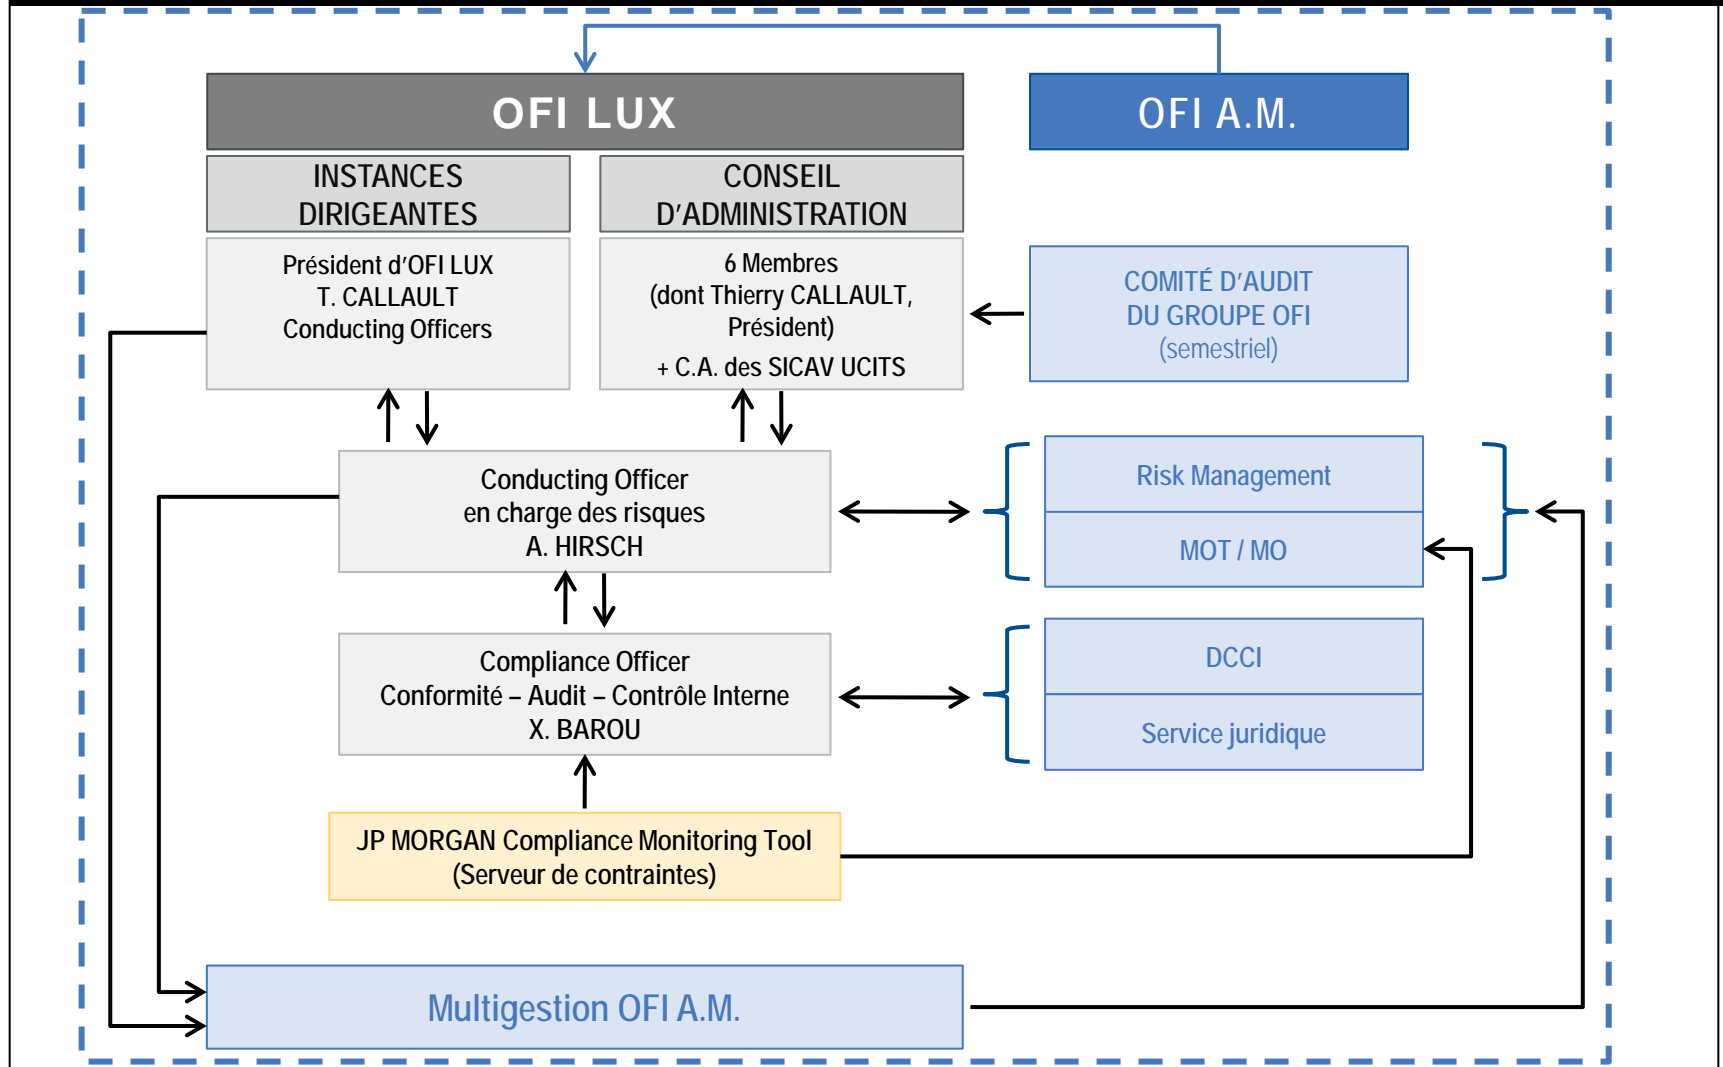 OFI LUX
OFI A.M.
INSTANCES
DIRIGEANTES
CONSEIL
D’ADMINISTRATION
Président d’OFI LUX
T. CALLAULT
Conducting Officers
6 Membres
(dont Thierry CALLAULT,
Président)
+ C.A. des SICAV UCITS
COMITÉ D’AUDIT
DU GROUPE OFI
(semestriel)
Conducting Officer
en charge des risques
A. HIRSCH
Risk Management
MOT / MO
Compliance Officer
Conformité – Audit – Contrôle Interne
X. BAROU
DCCI
Service juridique
JP MORGAN Compliance Monitoring Tool
(Serveur de contraintes)
Multigestion OFI A.M.